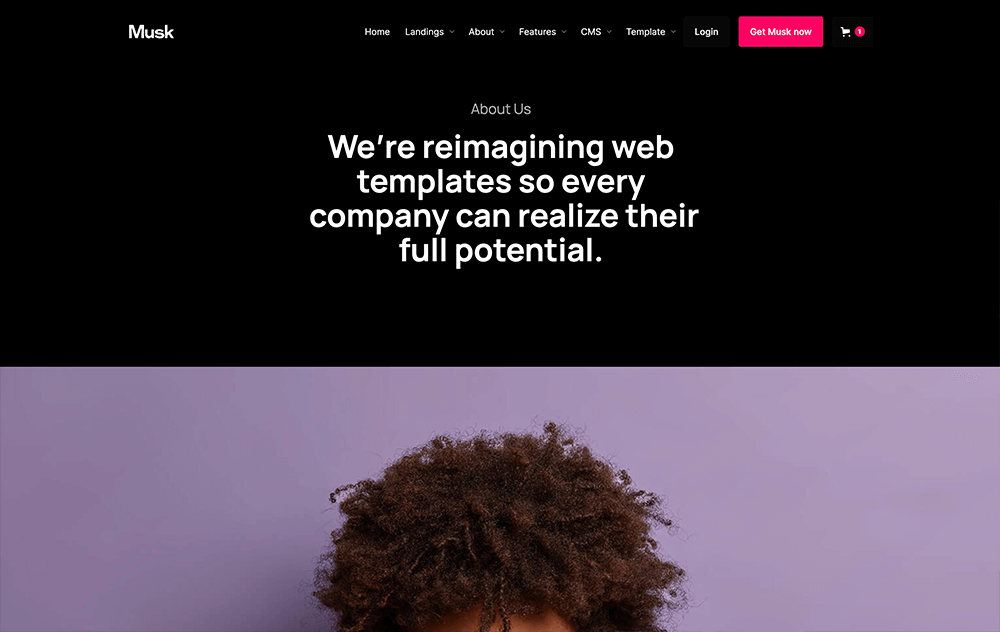 Musk
Home Landings About Features CMS Template Login Get Musk now 1
About Us
We're reimagining web
templates so every
company can realize their
full potential.